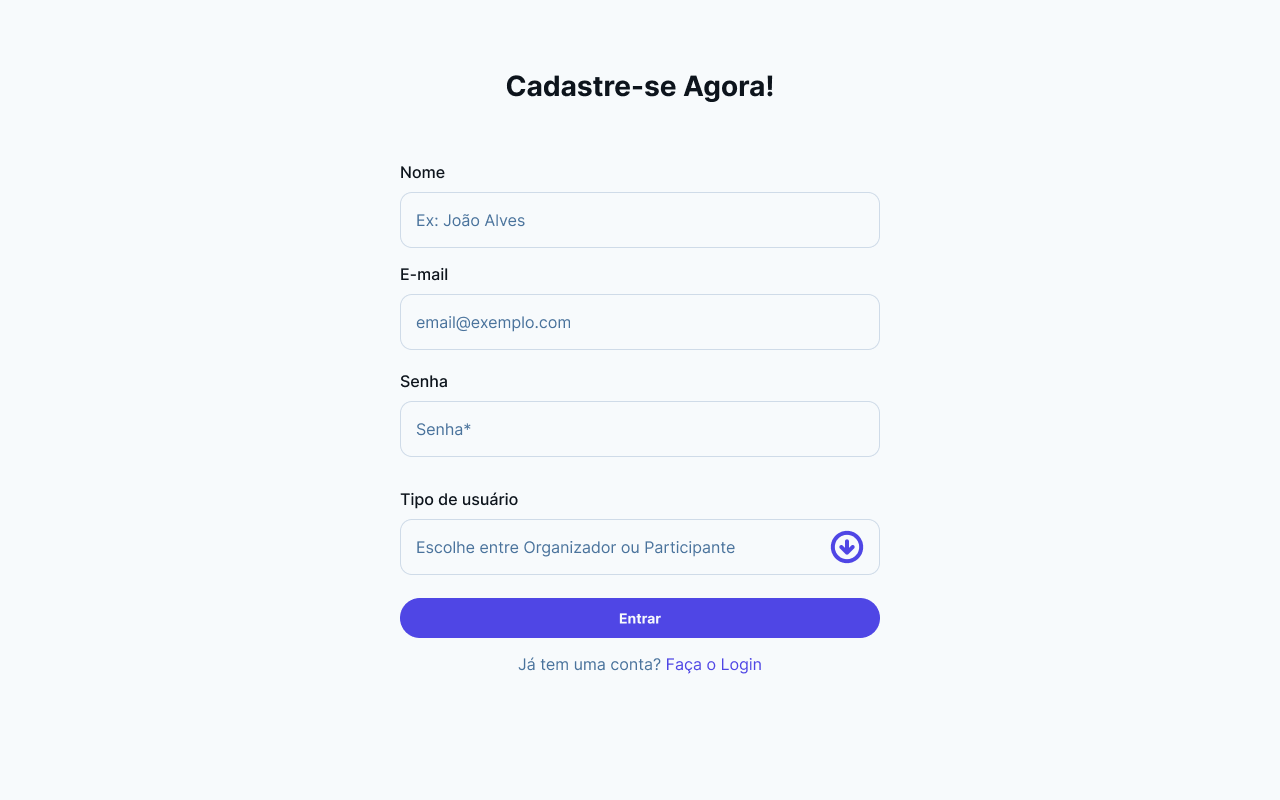 Cadastre-se Agora!
Nome
Ex: João Alves
E-mail
email@exemplo.com
Senha
Senha*
Tipo de usuário
Escolhe entre Organizador ou Participante
Entrar
Já tem uma conta? Faça o Login